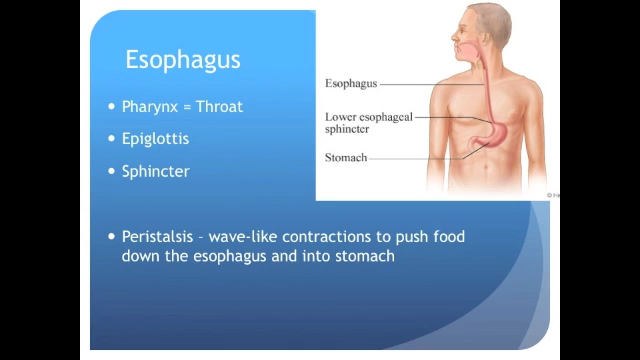 Esophagus
• Pharynx = Throat
• Epiglottis
• Sphincter
• Peristalsis – wave-like contractions to push food
down the esophagus and into stomach
Esophagus
Lower esophageal
sphincter
Stomach